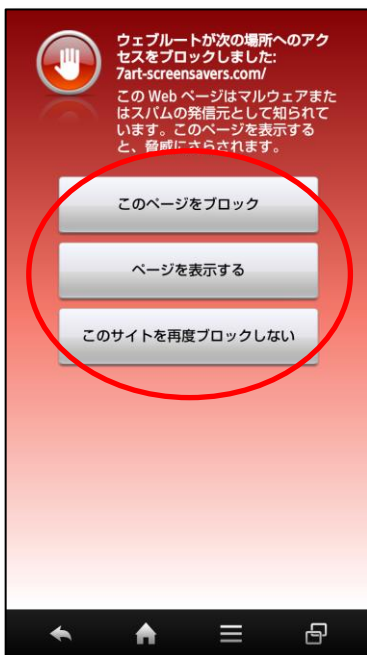 ウェブルートが次の場所へのアク
セスをブロックしました:
7art-screensavers.com/
この Web ページはマルウェアまた
はスパムの発信元として知られて
います。このページを表示する
と、脅威にさらされます。
このページをブロック
ページを表示する
このサイトを再度ブロックしない